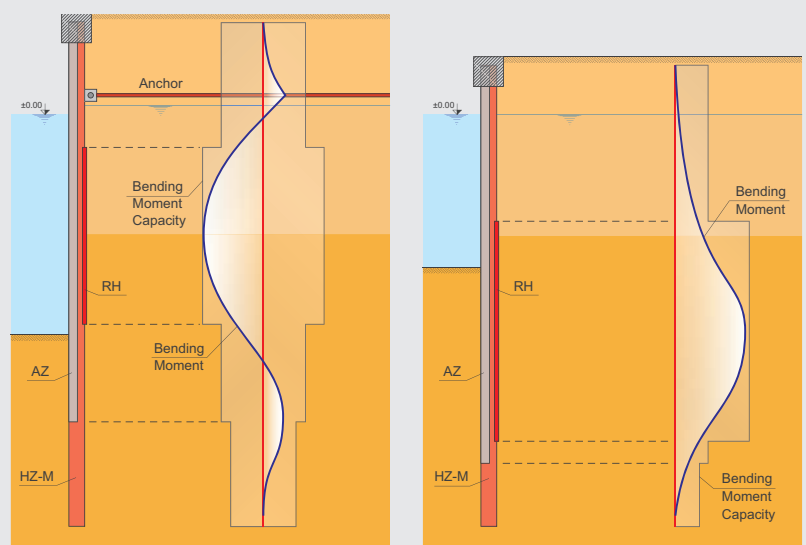 Anchor
±0.00
Bending
Moment
Capacity
RH
Bending
Moment
AZ
HZ-M
±0.00
Bending
Moment
RH
AZ
HZ-M
Bending
Moment
Capacity